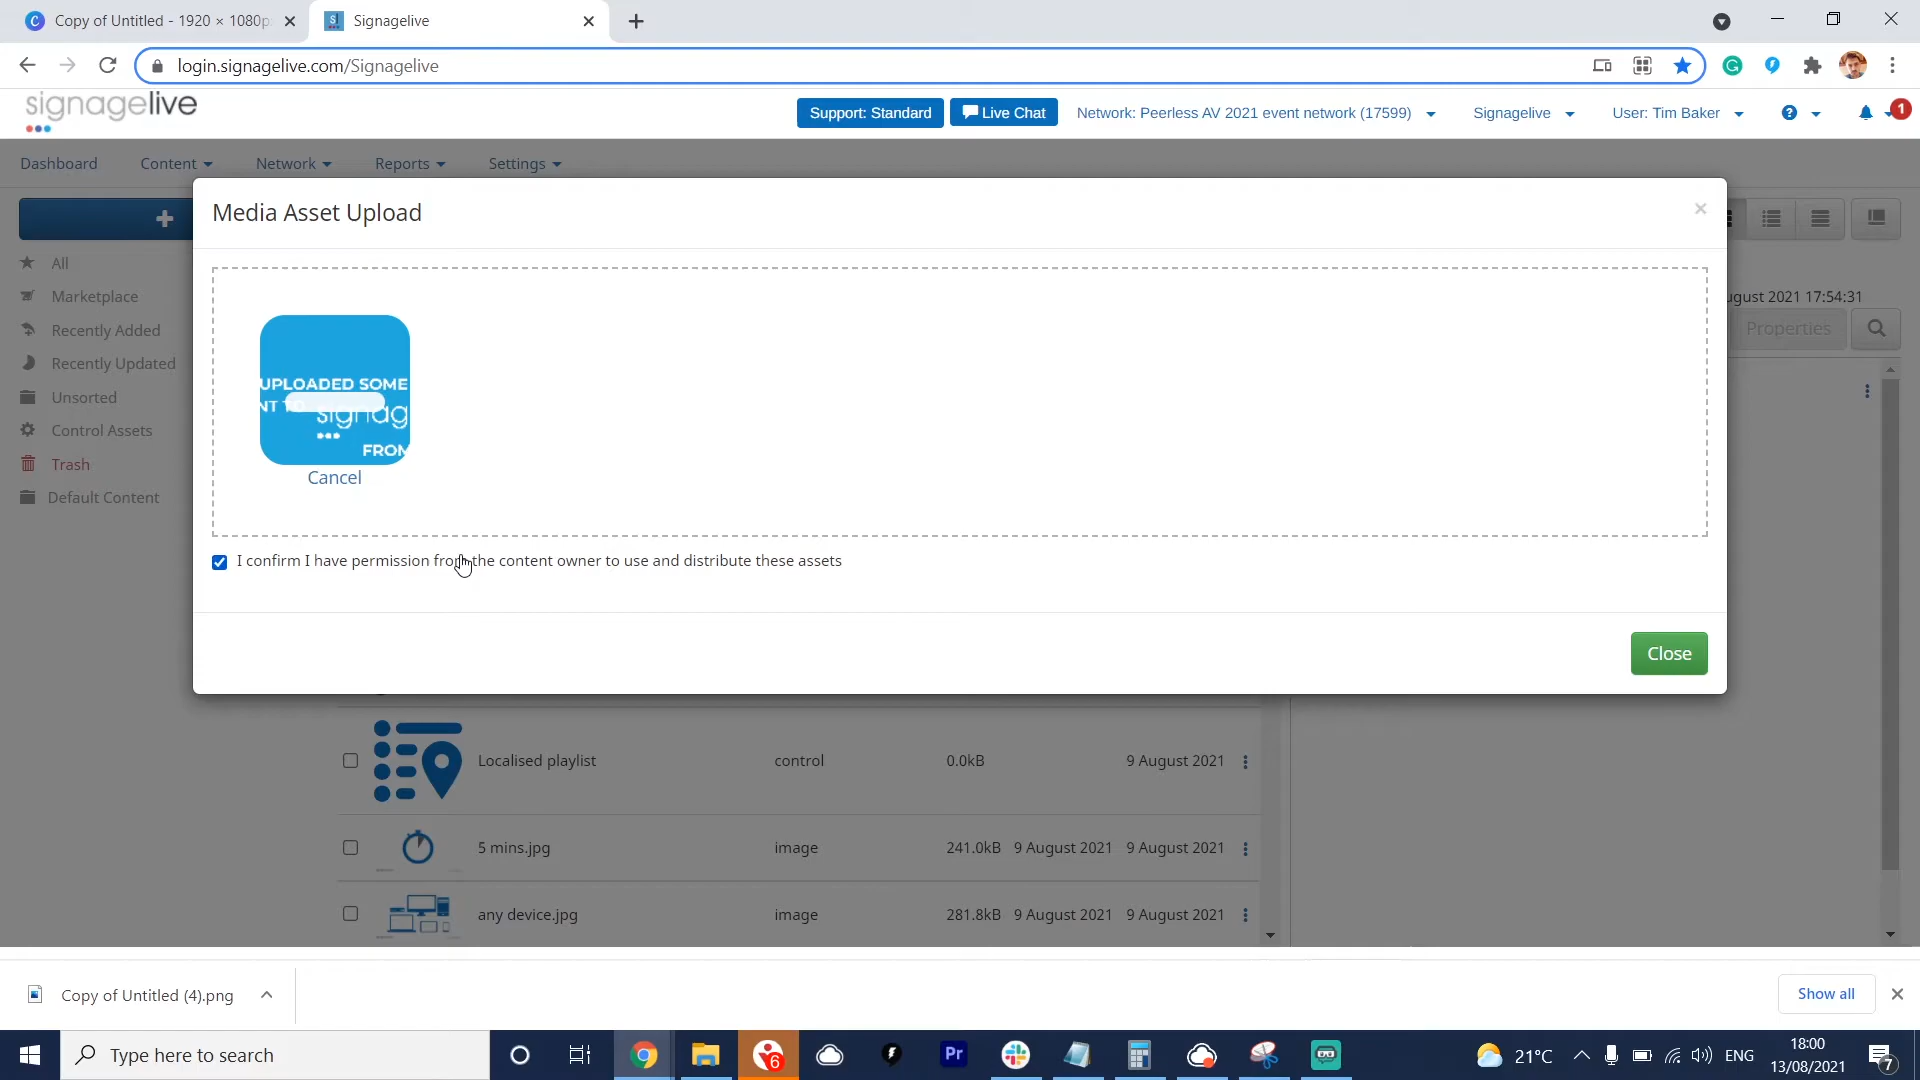 Copy of Untitled - 1920 × 1080p
Signagelive
login.signagelive.com/Signagelive
signagelive
Support: Standard
Live Chat
Network: Peerless AV 2021 event network (17599)
Signagelive
User: Tim Baker
1
Dashboard
Content
Network
Reports
Settings
Media Asset Upload
All
Marketplace
Recently Added
Recently Updated
Unsorted
Control Assets
Trash
Default Content
ugust 2021 17:54:31
Properties
UPLOADED SOME
NT TO
signag
FROM
Cancel
I confirm I have permission from the content owner to use and distribute these assets
Close
Localised playlist control 0.0kB 9 August 2021
5 mins.jpg image 241.0kB 9 August 2021 9 August 2021
any device.jpg image 281.8kB 9 August 2021 9 August 2021
Copy of Untitled (4).png
Show all
Type here to search
6
Pr
21°C
ENG
18:00
13/08/2021
7